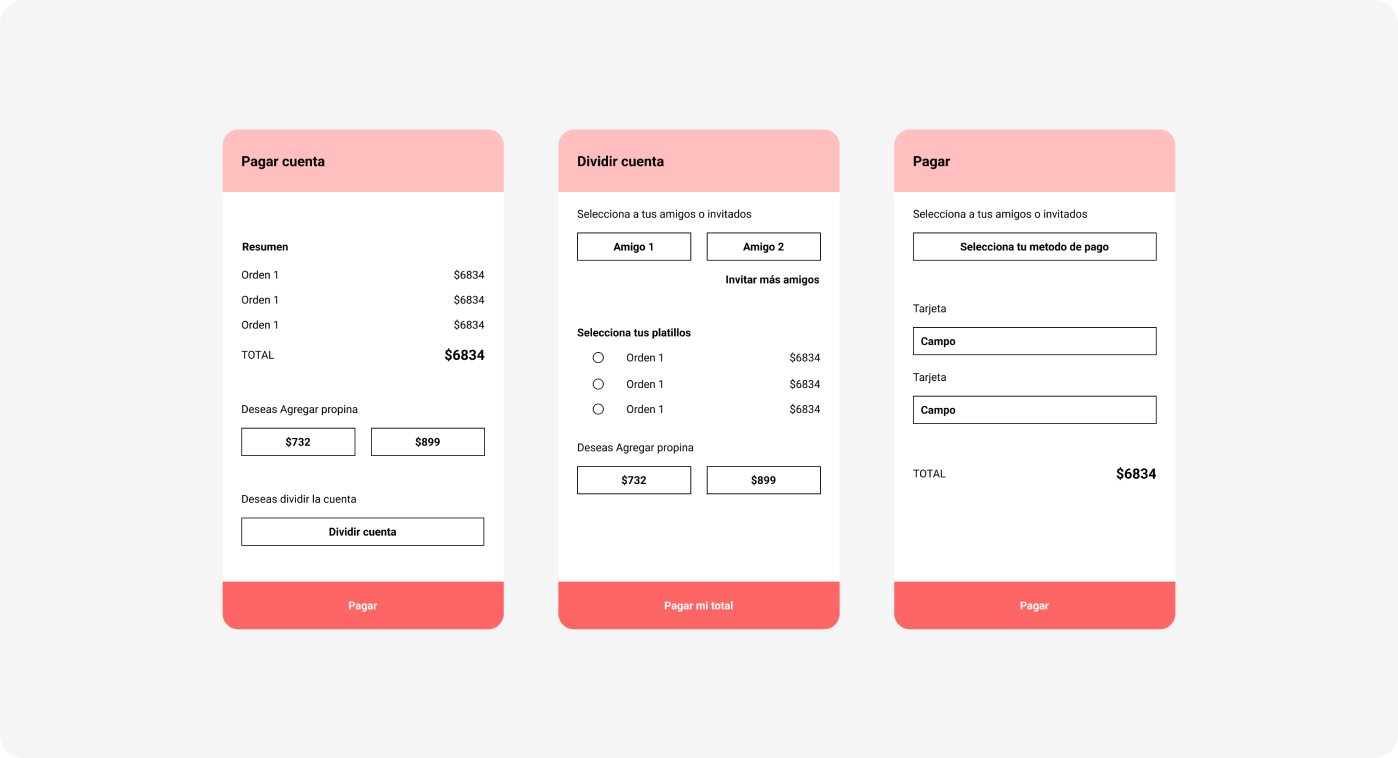 Pagar cuenta
Resumen
Orden 1 $6834
Orden 1 $6834
Orden 1 $6834
TOTAL $6834
Deseas Agregar propina
$732 $899
Deseas dividir la cuenta
Dividir cuenta
Pagar
Dividir cuenta
Selecciona a tus amigos o invitados
Amigo 1 Amigo 2
Invitar más amigos
Selecciona tus platillos
Orden 1 $6834
Orden 1 $6834
Orden 1 $6834
Deseas Agregar propina
$732 $899
Pagar mi total
Pagar
Selecciona a tus amigos o invitados
Selecciona tu metodo de pago
Tarjeta
Campo
Tarjeta
Campo
TOTAL $6834
Pagar